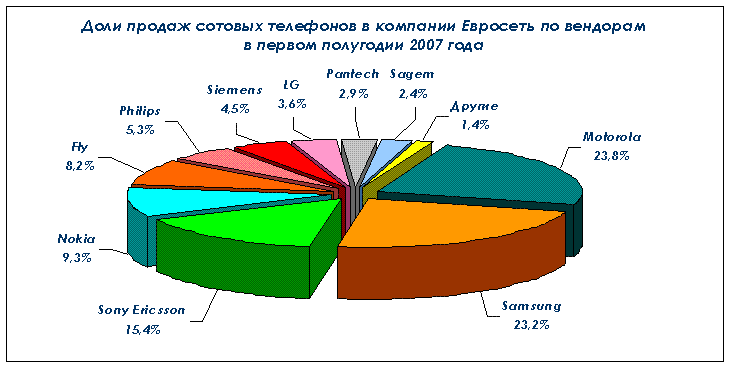 Доли продаж сотовых телефонов в компании Евросеть по вендорам
в первом полугодии 2007 года
Pantech
2,9%
Sagem
2,4%
LG
3,6%
Siemens
4,5%
Другие
1,4%
Philips
5,3%
Motorola
23,8%
Fly
8,2%
Nokia
9,3%
Sony Ericsson
15,4%
Samsung
23,2%